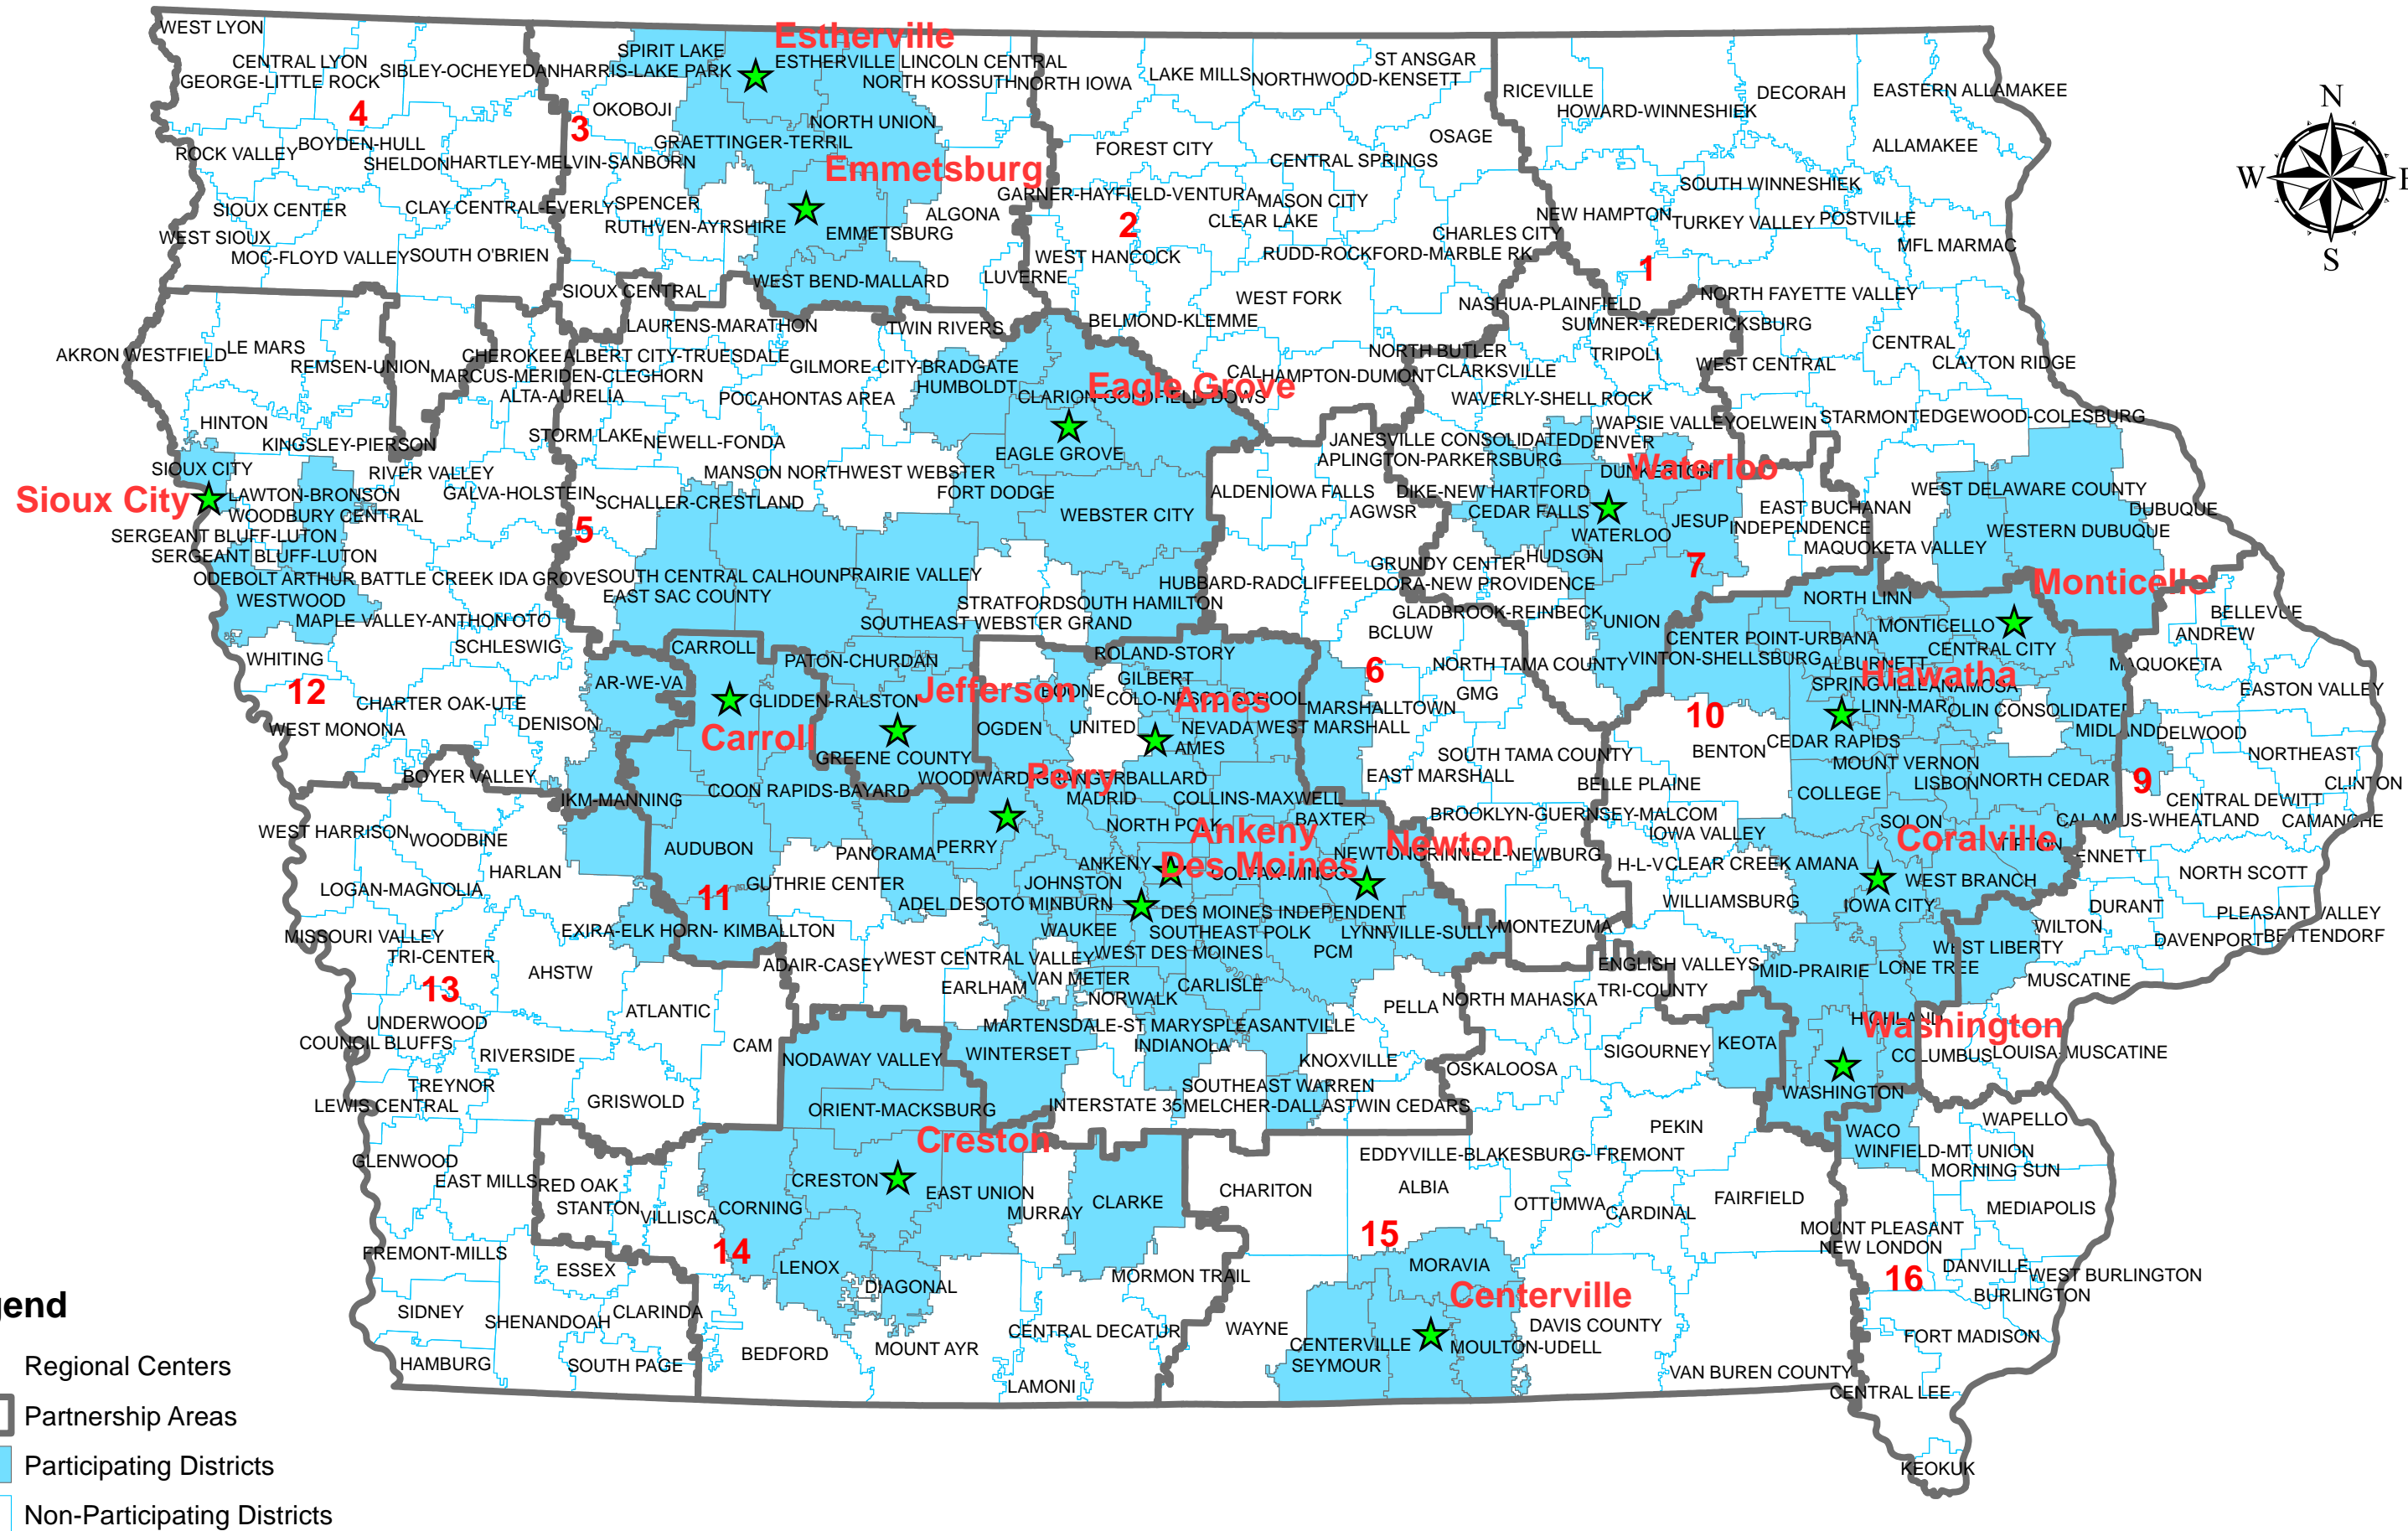 WEST LYON
Estherville
SPIRIT LAKE
ST ANSGAR
CENTRAL LYON
ESTHERVILLE LINCOLN CENTRAL
SIBLEY-OCHEYEDAN
HARRIS-LAKE PARK
LAKE MILLS
NORTHWOOD-KENSETT
GEORGE-LITTLE ROCK
NORTH KOSSUTH
NORTH IOWA
RICEVILLE
DECORAH
EASTERN ALLAMAKEE
N
4
OKOBOJI
HOWARD-WINNESHIEK
3
NORTH UNION
OSAGE
BOYDEN-HULL
GRAETTINGER-TERRIL
FOREST CITY
ALLAMAKEE
ROCK VALLEY
SHELDON
HARTLEY-MELVIN-SANBORN
Emmetsburg
CENTRAL SPRINGS
W
SOUTH WINNESHIEK
GARNER-HAYFIELD-VENTURA
MASON CITY
SIOUX CENTER
CLAY CENTRAL-EVERLY
SPENCER
ALGONA
2
CLEAR LAKE
NEW HAMPTON
TURKEY VALLEY
POSTVILLE
RUTHVEN-AYRSHIRE
EMMETSBURG
CHARLES CITY
WEST SIOUX
MOC-FLOYD VALLEY
SOUTH O'BRIEN
WEST HANCOCK
RUDD-ROCKFORD-MARBLE RK
MFL MARMAC
S
1
WEST BEND-MALLARD
LUVERNE
SIOUX CENTRAL
WEST FORK
NASHUA-PLAINFIELD
NORTH FAYETTE VALLEY
LAURENS-MARATHON
TWIN RIVERS
BELMOND-KLEMME
SUMNER-FREDERICKSBURG
AKRON WESTFIELD
LE MARS
CHEROKEE
ALBERT CITY-TRUESDALE
NORTH BUTLER
TRIPOLI
CENTRAL
REMSEN-UNION
MARCUS-MERIDEN-CLEGHORN
GILMORE CITY-BRADGATE
CAL
HAMPTON-DUMONT
CLARKSVILLE
WEST CENTRAL
CLAYTON RIDGE
HUMBOLDT
Eagle Grove
ALTA-AURELIA
POCAHONTAS AREA
CLARION-GOLDFIELD-DOWS
WAVERLY-SHELL ROCK
HINTON
STARMONT
EDGEWOOD-COLESBURG
KINGSLEY-PIERSON
STORM LAKE
NEWELL-FONDA
EAGLE GROVE
JANESVILLE CONSOLIDATED
DENVER
WAPSIE VALLEY
OELWEIN
SIOUX CITY
RIVER VALLEY
MANSON NORTHWEST WEBSTER
APLINGTON-PARKERSBURG
DUNKERTON
Waterloo
Sioux City
LAWTON-BRONSON
GALVA-HOLSTEIN
SCHALLER-CRESTLAND
FORT DODGE
ALDEN
IOWA FALLS
DIKE-NEW HARTFORD
WEST DELAWARE COUNTY
WOODBURY CENTRAL
WEBSTER CITY
AGWSR
CEDAR FALLS
JESUP
EAST BUCHANAN
DUBUQUE
SERGEANT BLUFF-LUTON
5
WATERLOO
INDEPENDENCE
WESTERN DUBUQUE
SERGEANT BLUFF-LUTON
GRUNDY CENTER
HUDSON
7
MAQUOKETA VALLEY
ODEBOLT ARTHUR BATTLE CREEK IDA GROVE
SOUTH CENTRAL CALHOUN
PRAIRIE VALLEY
HUBBARD-RADCLIFFE
ELDORA-NEW PROVIDENCE
Monticello
WESTWOOD
EAST SAC COUNTY
STRATFORD
SOUTH HAMILTON
NORTH LINN
MAPLE VALLEY-ANTHON OTO
SOUTHEAST WEBSTER GRAND
GLADBROOK-REINBECK
UNION
MONTICELLO
BELLEVUE
SCHLESWIG
CARROLL
BCLUW
CENTER POINT-URBANA
ANDREW
WHITING
PATON-CHURDAN
ROLAND-STORY
6
NORTH TAMA COUNTY
VINTON-SHELLSBURG
ALBURNETT
CENTRAL CITY
MAQUOKETA
12
AR-WE-VA
Jefferson
BOONE
GILBERT
COLO-NESCO SCHOOL
Ames
GMG
SPRINGVILLE
Hiawatha
ANAMOSA
EASTON VALLEY
CHARTER OAK-UTE
GLIDDEN-RALSTON
MARSHALLTOWN
10
LINN-MAR
OLIN CONSOLIDATED
WEST MONONA
DENISON
Carroll
OGDEN
UNITED
NEVADA
WEST MARSHALL
MIDLAND
DELWOOD
GREENE COUNTY
AMES
SOUTH TAMA COUNTY
BENTON
CEDAR RAPIDS
NORTHEAST
BOYER VALLEY
WOODWARD-GRANGER
Perry
BALLARD
EAST MARSHALL
BELLE PLAINE
MOUNT VERNON
9
CLINTON
IKM-MANNING
COON RAPIDS-BAYARD
MADRID
COLLINS-MAXWELL
COLLEGE
LISBON
NORTH CEDAR
CENTRAL DEWITT
WEST HARRISON
WOODBINE
NORTH POLK
BAXTER
BROOKLYN-GUERNSEY-MALCOM
SOLON
CALAMUS-WHEATLAND
CAMANCHE
AUDUBON
PANORAMA
PERRY
Ankeny
Newton
IOWA VALLEY
Coralville
TIPTON
HARLAN
ANKENY
Des Moines
NEWTON
GRINNELL-NEWBURG
H-L-V
CLEAR CREEK AMANA
BENNETT
LOGAN-MAGNOLIA
11
GUTHRIE CENTER
JOHNSTON
COLFAX-MINGO
WEST BRANCH
NORTH SCOTT
ADEL DESOTO MINBURN
DES MOINES INDEPENDENT
WILLIAMSBURG
IOWA CITY
DURANT
PLEASANT VALLEY
MISSOURI VALLEY
EXIRA-ELK HORN- KIMBALLTON
WAUKEE
SOUTHEAST POLK
LYNNVILLE-SULLY
MONTEZUMA
WILTON
DAVENPORT
BETTENDORF
TRI-CENTER
AHSTW
ADAIR-CASEY
WEST CENTRAL VALLEY
WEST DES MOINES
PCM
ENGLISH VALLEYS
MID-PRAIRIE
WEST LIBERTY
LONE TREE
13
EARLHAM
VAN METER
CARLISLE
TRI-COUNTY
MUSCATINE
ATLANTIC
NORWALK
PELLA
NORTH MAHASKA
UNDERWOOD
MARTENSDALE-ST MARYS
PLEASANTVILLE
HIGHLAND
Washington
COUNCIL BLUFFS
RIVERSIDE
CAM
NODAWAY VALLEY
WINTERSET
INDIANOLA
KNOXVILLE
SIGOURNEY
KEOTA
COLUMBUS
LOUISA-MUSCATINE
TREYNOR
OSKALOOSA
LEWIS CENTRAL
GRISWOLD
ORIENT-MACKSBURG
SOUTHEAST WARREN
INTERSTATE 35
MELCHER-DALLAS
TWIN CEDARS
WASHINGTON
Creston
PEKIN
WACO
WAPELLO
GLENWOOD
EDDYVILLE-BLAKESBURG- FREMONT
WINFIELD-MT UNION
EAST MILLS
RED OAK
CRESTON
EAST UNION
CHARITON
ALBIA
MORNING SUN
STANTON
VILLISCA
CORNING
MURRAY
CLARKE
OTTUMWA
CARDINAL
FAIRFIELD
MEDIAPOLIS
FREMONT-MILLS
14
15
MOUNT PLEASANT
NEW LONDON
ESSEX
LENOX
DIAGONAL
MORMON TRAIL
MORAVIA
16
DANVILLE
WEST BURLINGTON
gend
SIDNEY
SHENANDOAH
CLARINDA
Centerville
BURLINGTON
CENTRAL DECATUR
WAYNE
DAVIS COUNTY
FORT MADISON
Regional Centers
HAMBURG
SOUTH PAGE
BEDFORD
MOUNT AYR
CENTERVILLE
MOULTON-UDELL
SEYMOUR
VAN BUREN COUNTY
LAMONI
CENTRAL LEE
Partnership Areas
Participating Districts
KEOKUK
Non-Participating Districts